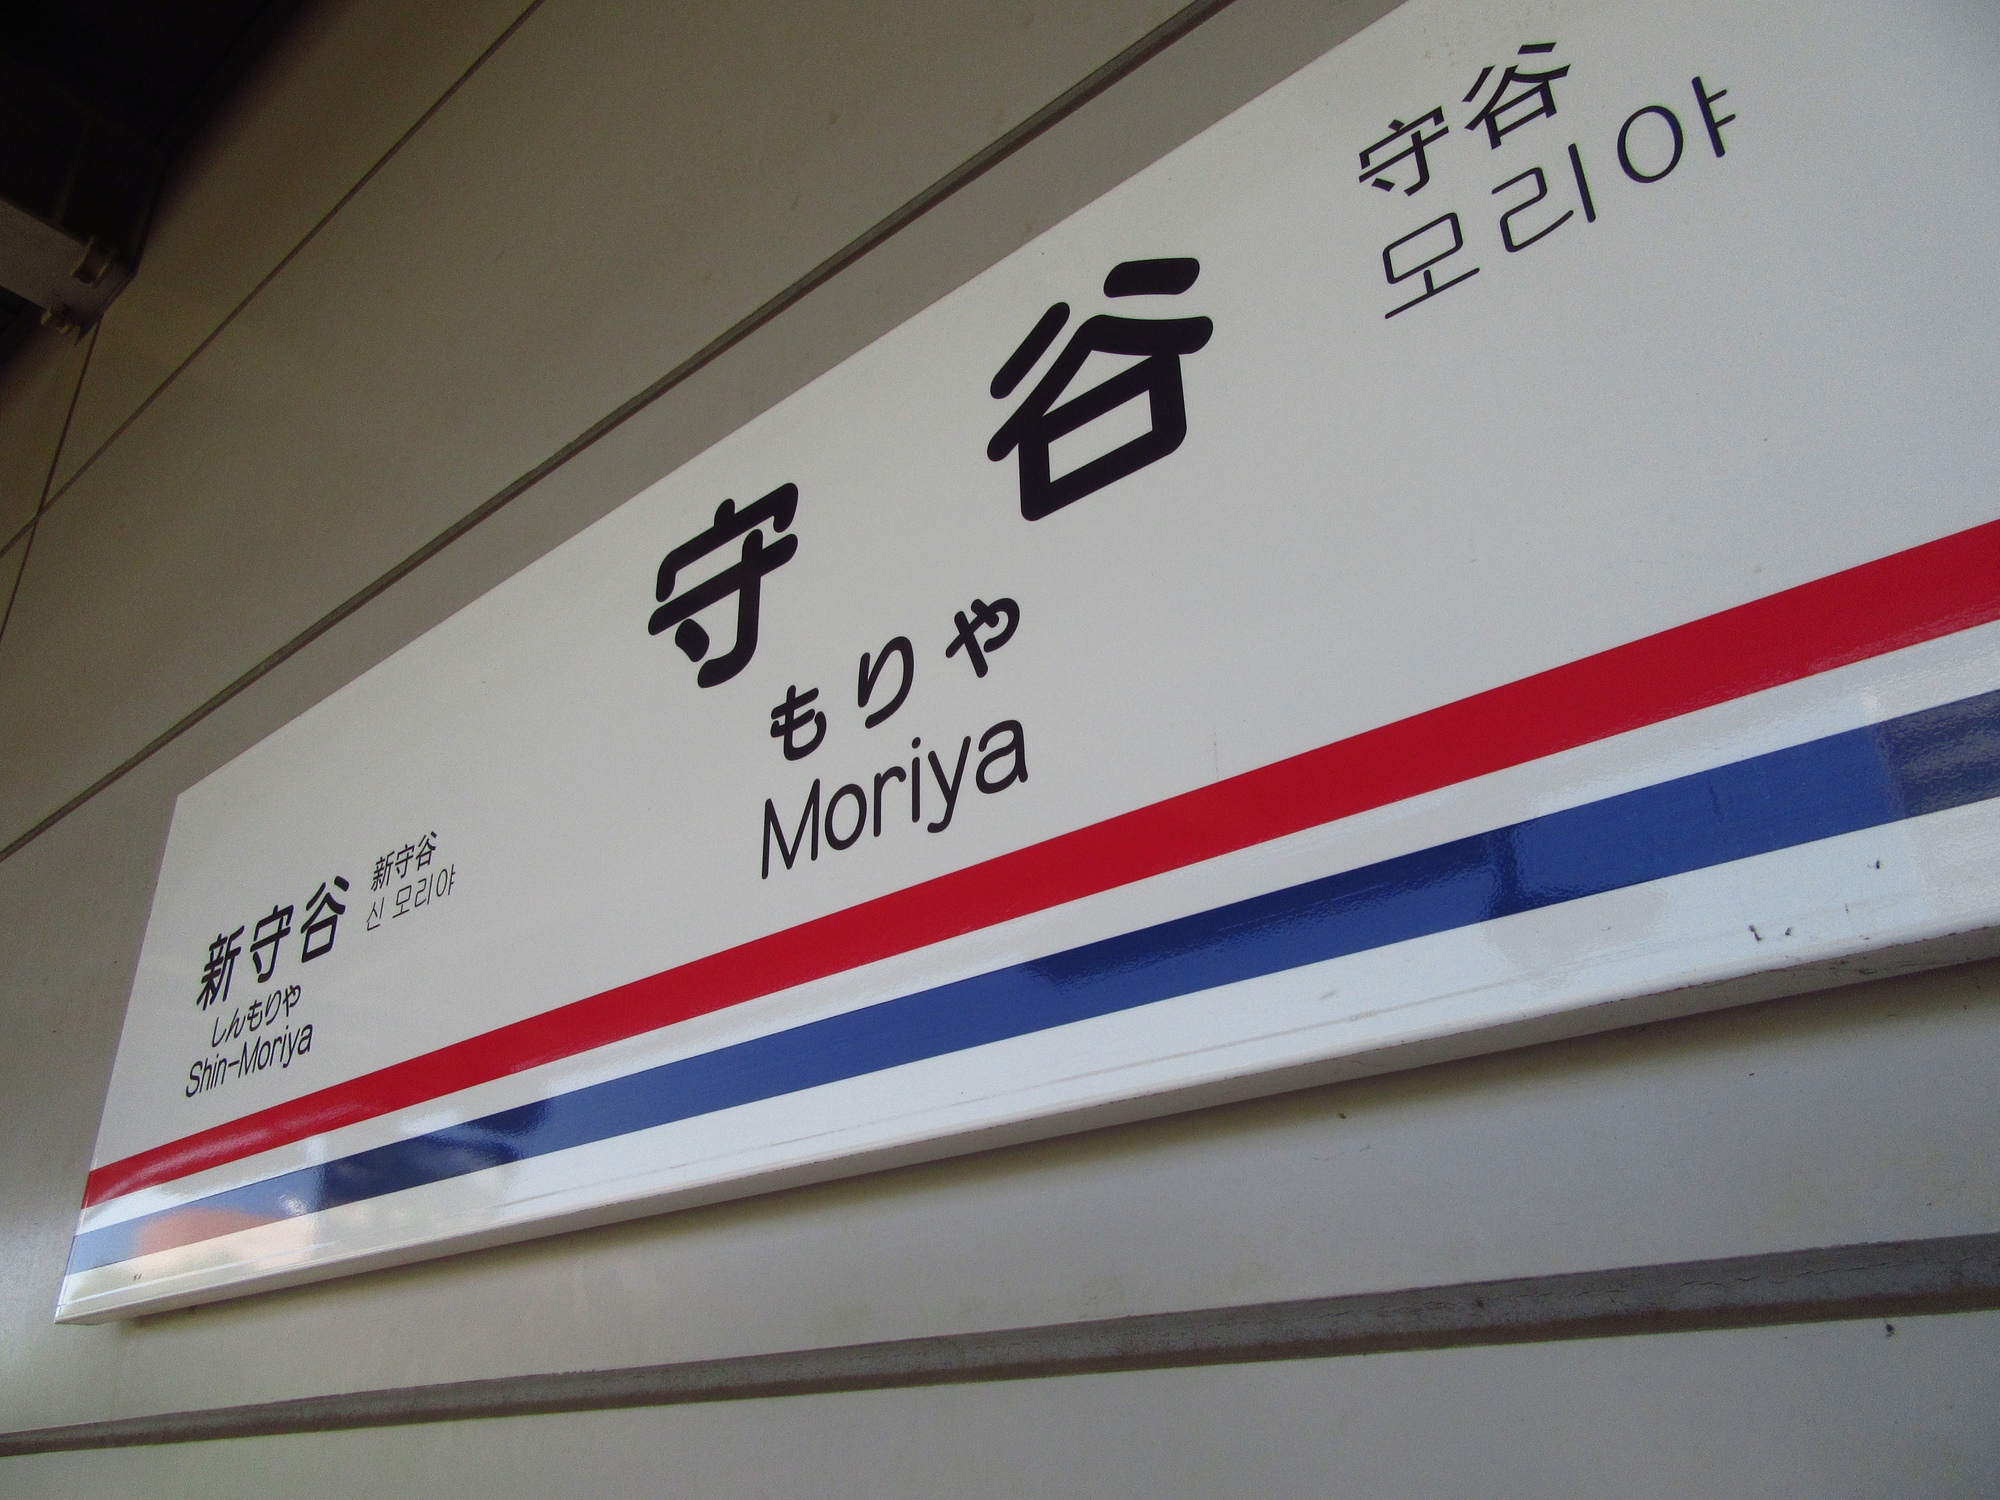 守谷
もりや
Moriya
守谷
모리야
新守谷
しんもりや
Shin-Moriya
新守谷
신 모리야